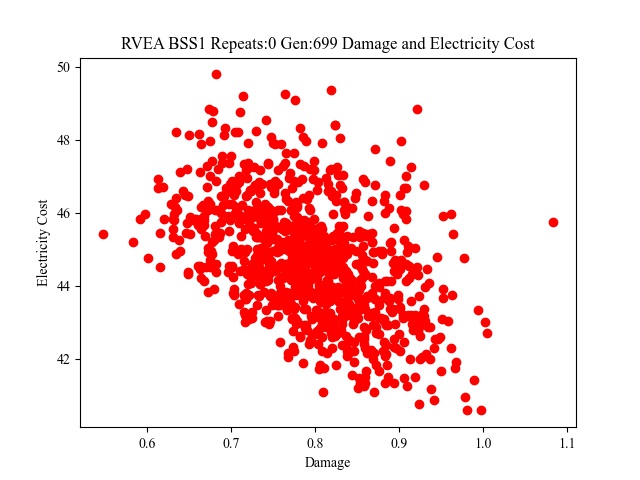 RVEA BSS1 Repeats:0 Gen:699 Damage and Electricity Cost
50
48
46
44
42
Electricity Cost
0.6 0.7 0.8 0.9 1.0 1.1
Damage